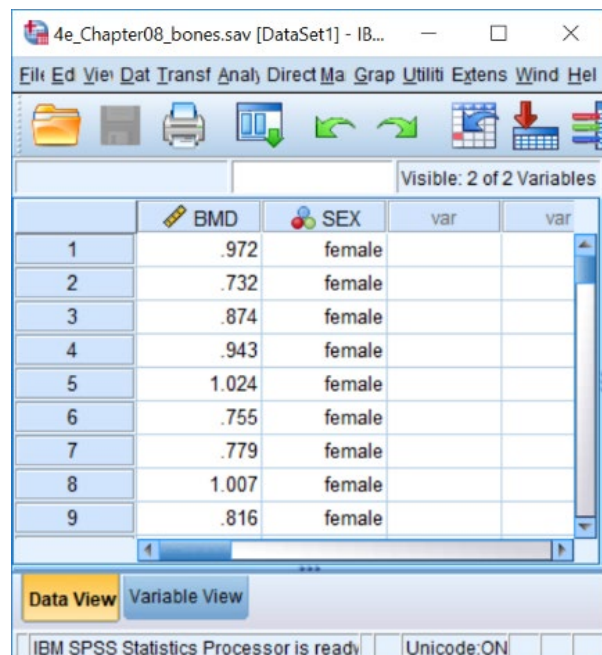 4e_Chapter08_bones.sav [DataSet1] - IB...
File Ed Viev Dat Transf Analy Direct Ma Grap Utiliti Extens Wind Hel
Visible: 2 of 2 Variables
BMD SEX var var
1 .972 female
2 .732 female
3 .874 female
4 .943 female
5 1.024 female
6 .755 female
7 .779 female
8 1.007 female
9 .816 female
Data View Variable View
IBM SPSS Statistics Processor is ready Unicode:ON